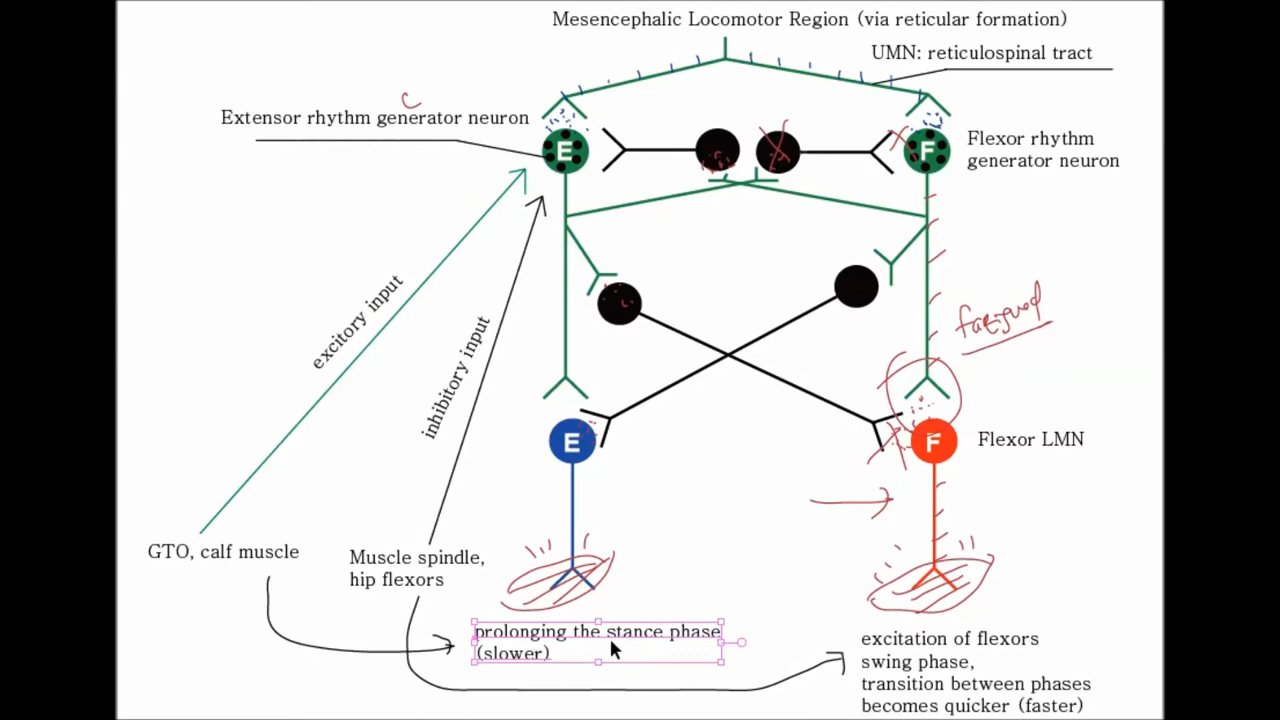 Mesencephalic Locomotor Region (via reticular formation)
UMN: reticulospinal tract
Extensor rhythm generator neuron
C
E
F
Flexor rhythm
generator neuron
excitory input
inhibitory input
fatigued
E
F
Flexor LMN
GTO, calf muscle
Muscle spindle,
hip flexors
prolonging the stance phase
(slower)
excitation of flexors
swing phase,
transition between phases
becomes quicker (faster)